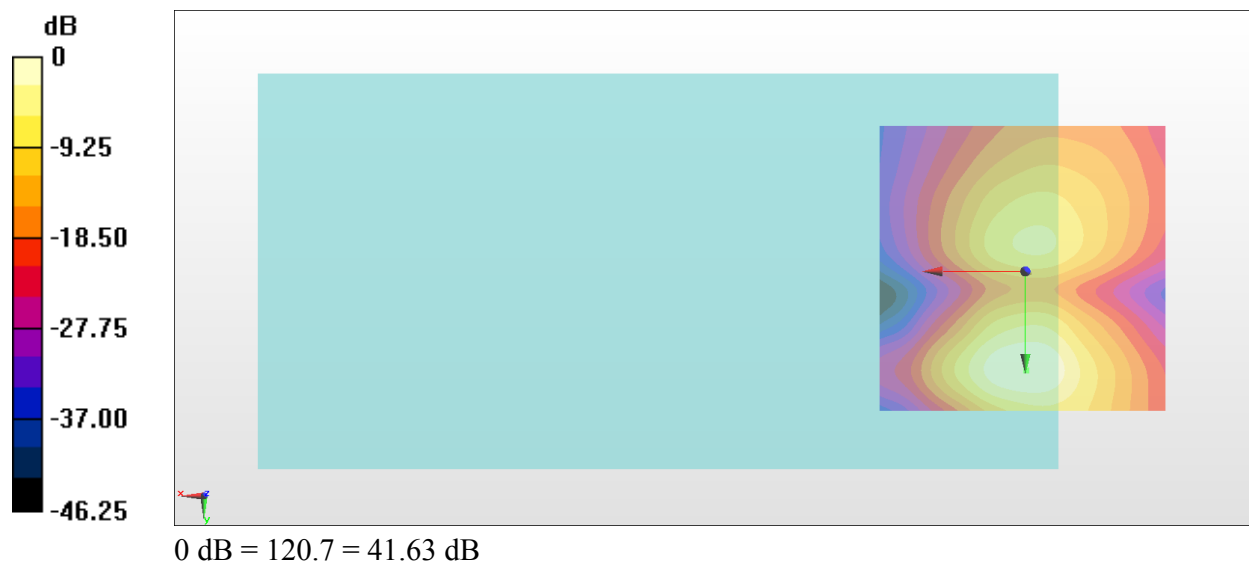 dB
0
-9.25
-18.50
-27.75
-37.00
-46.25
x z
y
0 dB = 120.7 = 41.63 dB